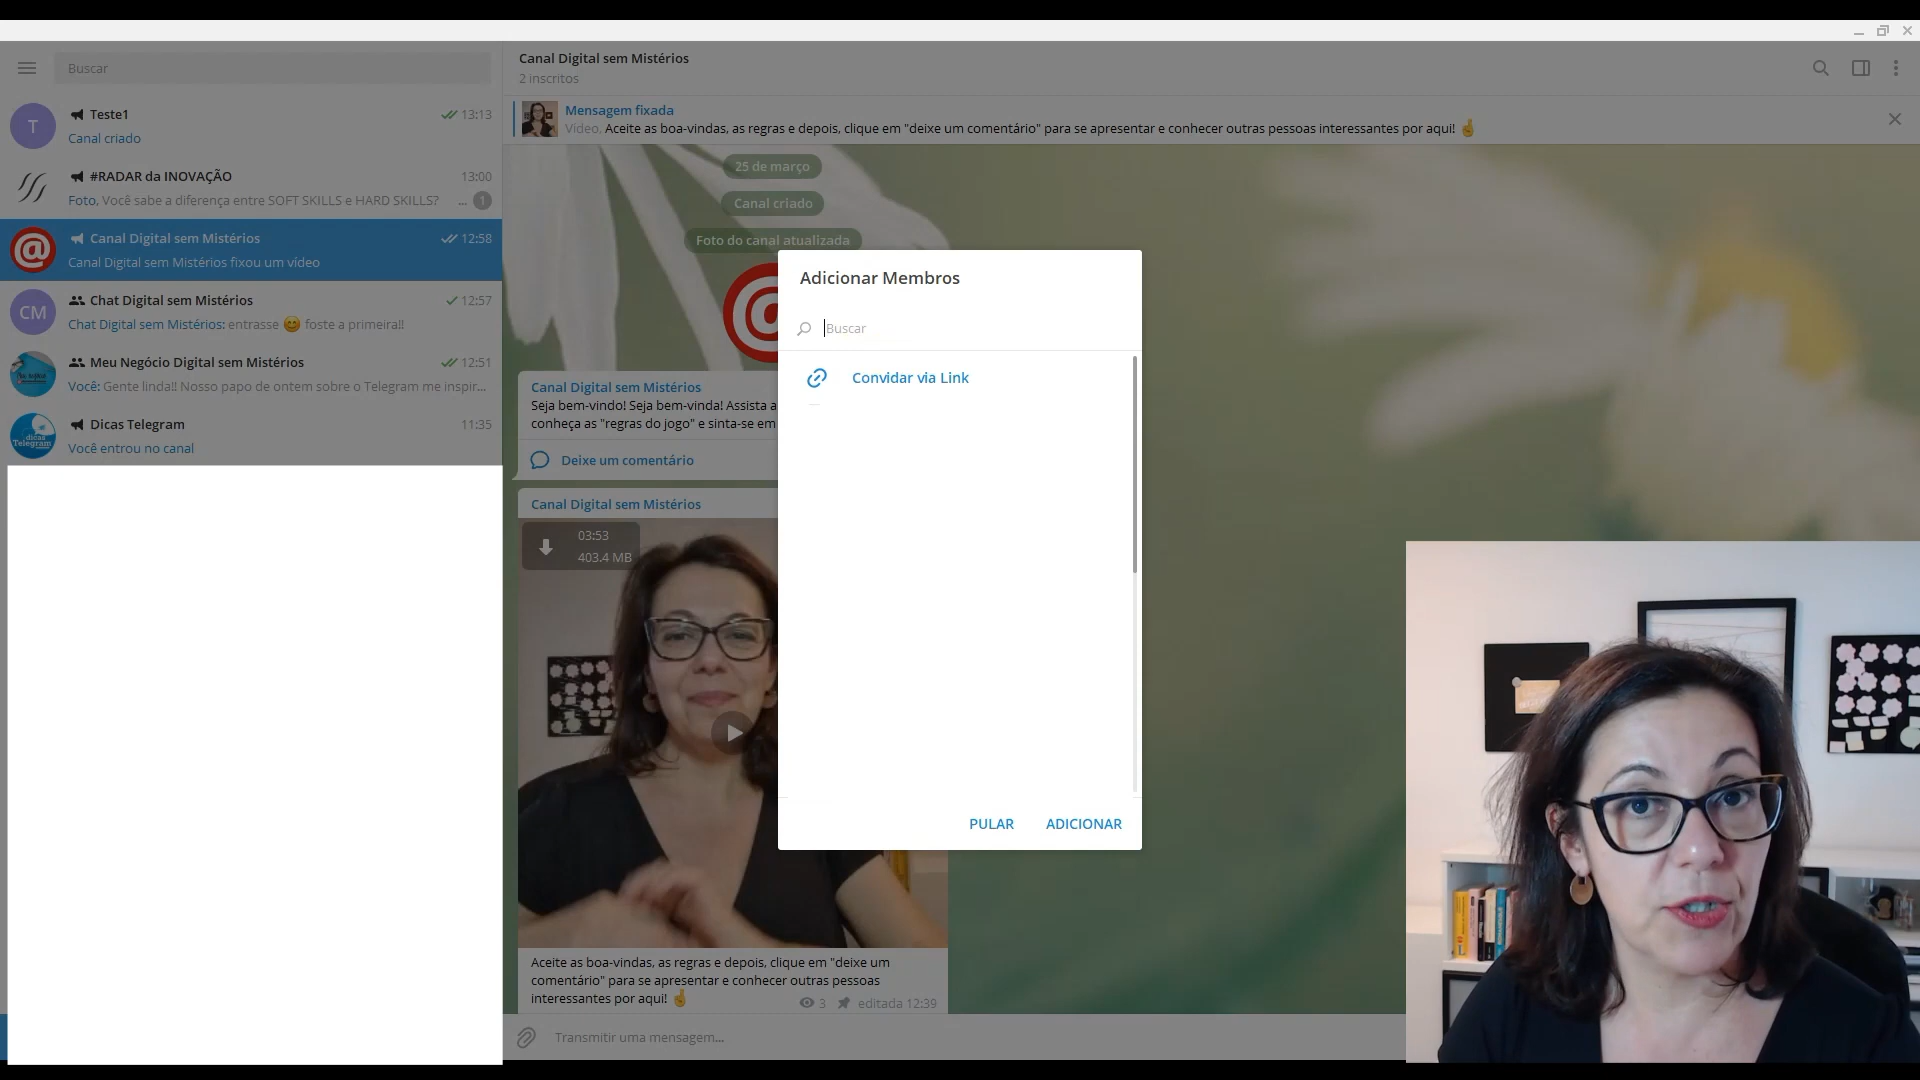 Buscar
T
Teste1
13:13
Canal criado
#RADAR da INOVAÇÃO
13:00
Foto, Você sabe a diferença entre SOFT SKILLS e HARD SKILLS? ...
1
@
Canal Digital sem Mistérios
12:58
Canal Digital sem Mistérios fixou um vídeo
CM
Chat Digital sem Mistérios
12:57
Chat Digital sem Mistérios: entrasse 😊 foste a primeira!!
Meu Negócio Digital sem Mistérios
12:51
Você: Gente linda!! Nosso papo de ontem sobre o Telegram me inspir...
dicas
Telegram
Dicas Telegram
11:35
Você entrou no canal
Canal Digital sem Mistérios
2 inscritos
Mensagem fixada
Vídeo, Aceite as boa-vindas, as regras e depois, clique em "deixe um comentário" para se apresentar e conhecer outras pessoas interessantes por aqui! 🤞
25 de março
Canal criado
Foto do canal atualizada
@
Canal Digital sem Mistérios
Seja bem-vindo! Seja bem-vinda! Assista a
conheça as "regras do jogo" e sinta-se em
Deixe um comentário
Canal Digital sem Mistérios
03:53
403.4 MB
Aceite as boa-vindas, as regras e depois, clique em "deixe um
comentário" para se apresentar e conhecer outras pessoas
interessantes por aqui! 🤞
3
editada 12:39
Transmitir uma mensagem...
Adicionar Membros
Buscar
Convidar via Link
PULAR
ADICIONAR